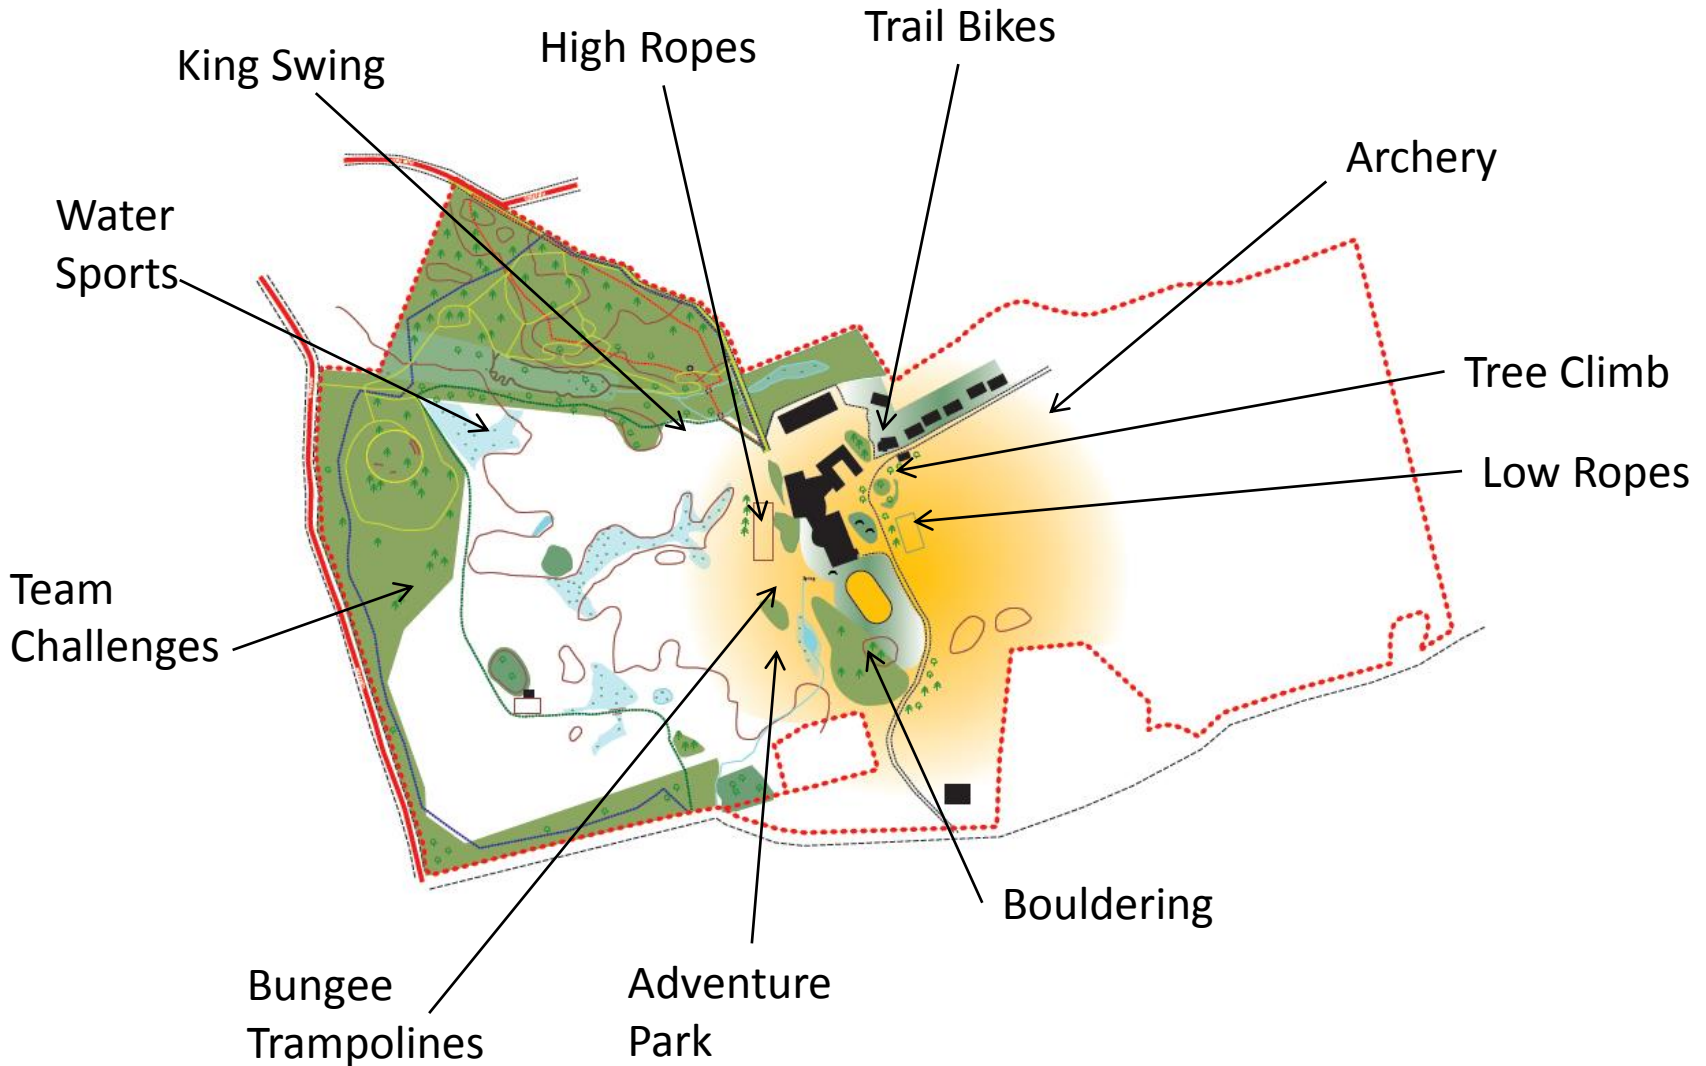 Trail Bikes
High Ropes
King Swing
Archery
Water
Sports
Tree Climb
Low Ropes
Team
Challenges
Bouldering
Bungee
Trampolines
Adventure
Park